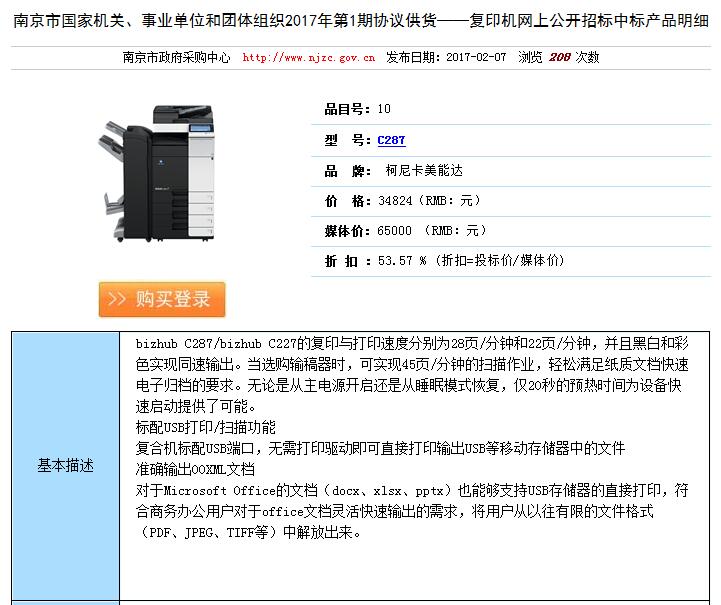 南京市国家机关、事业单位和团体组织2017年第1期协议供货——复印机网上公开招标中标产品明细
南京市政府采购中心 http://www.njzc.gov.cn 发布日期：2017-02-07 浏览 208 次数
品目号：10
型 号：C287
品 牌： 柯尼卡美能达
价 格：34824（RMB：元）
媒体价：65000 （RMB：元）
折 扣 ：53.57 %（折扣=投标价/媒体价）
>> 购买登录
基本描述
bizhub C287/bizhub C227的复印与打印速度分别为28页/分钟和22页/分钟，并且黑白和彩
色实现同速输出。当选购输稿器时，可实现45页/分钟的扫描作业，轻松满足纸质文档快速
电子归档的要求。无论是从主电源开启还是从睡眠模式恢复，仅20秒的预热时间为设备快
速启动提供了可能。
标配USB打印/扫描功能
复合机标配USB端口，无需打印驱动即可直接打印输出USB等移动存储器中的文件
准确输出OOXML文档
对于Microsoft Office的文档（docx、xlsx、pptx）也能够支持USB存储器的直接打印，符
合商务办公用户对于office文档灵活快速输出的需求，将用户从以往有限的文件格式
（PDF、JPEG、TIFF等）中解放出来。